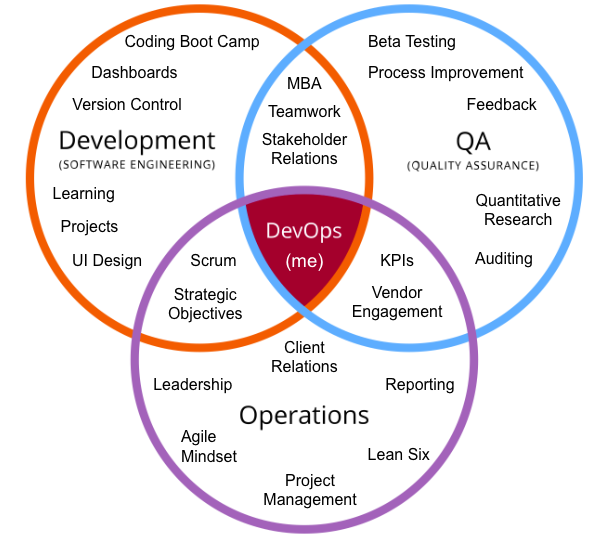 Coding Boot Camp
Dashboards
Version Control
Development
(SOFTWARE ENGINEERING)
Learning
Projects
UI Design
MBA
Teamwork
Stakeholder
Relations
Beta Testing
Process Improvement
Feedback
QA
(QUALITY ASSURANCE)
Quantitative
Research
Auditing
DevOps
(me)
Scrum
Strategic
Objectives
KPIs
Vendor
Engagement
Client
Relations
Leadership
Reporting
Operations
Agile
Mindset
Lean Six
Project
Management